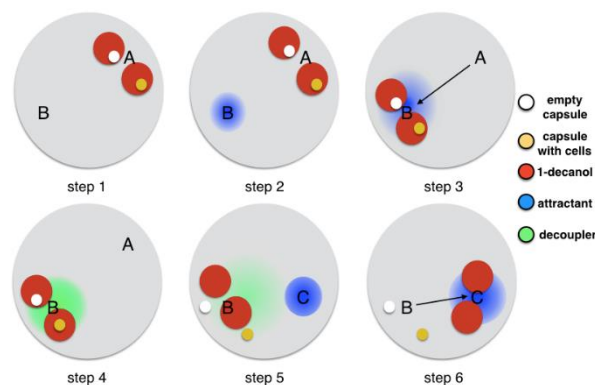 A
B
step 1
A
B
step 2
A
B
step 3
empty
capsule
capsule
with cells
1-decanol
attractant
decoupler
A
B
step 4
B
C
step 5
B
C
step 6